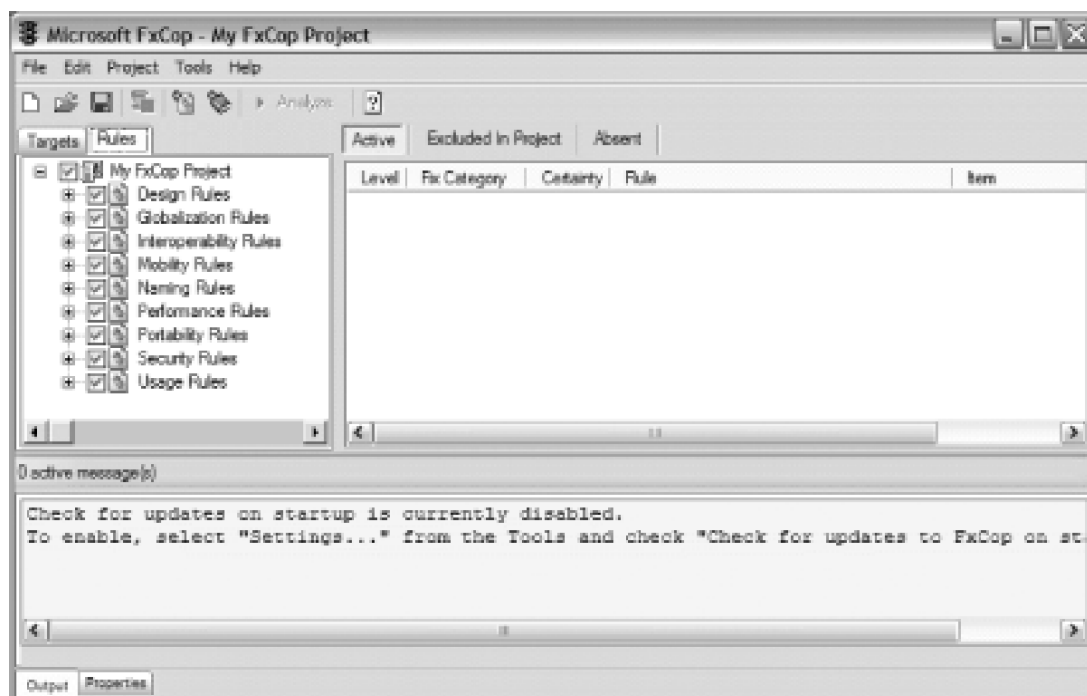 Microsoft FxCop - My FxCop Project
File Edit Project Tools Help
Analyze
Targets Rules
Active Excluded In Project Absent
My FxCop Project
Design Rules
Globalization Rules
Interoperability Rules
Mobility Rules
Naming Rules
Performance Rules
Portability Rules
Security Rules
Usage Rules
Level Fix Category Certainty Rule Item
0 active message(s)
Check for updates on startup is currently disabled.
To enable, select "Settings..." from the Tools and check "Check for updates to FxCop on st
Output Properties